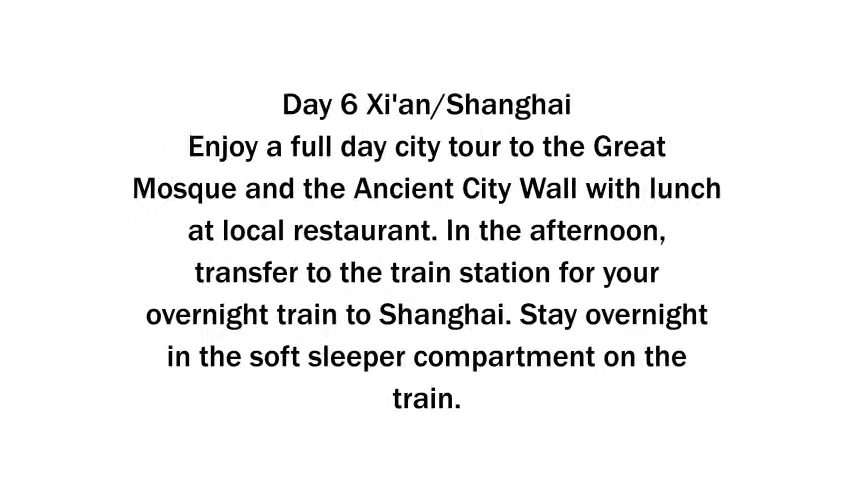 Day 6 Xi'an/Shanghai
Enjoy a full day city tour to the Great
Mosque and the Ancient City Wall with lunch
at local restaurant. In the afternoon,
transfer to the train station for your
overnight train to Shanghai. Stay overnight
in the soft sleeper compartment on the
train.